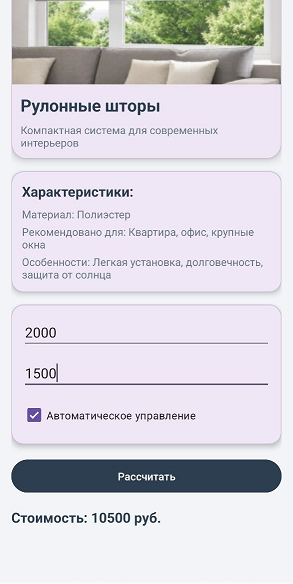 Рулонные шторы
Компактная система для современных
интерьеров
Характеристики:
Материал: Полиэстер
Рекомендовано для: Квартира, офис, крупные
окна
Особенности: Легкая установка, долговечность,
защита от солнца
2000
1500
Автоматическое управление
Рассчитать
Стоимость: 10500 руб.